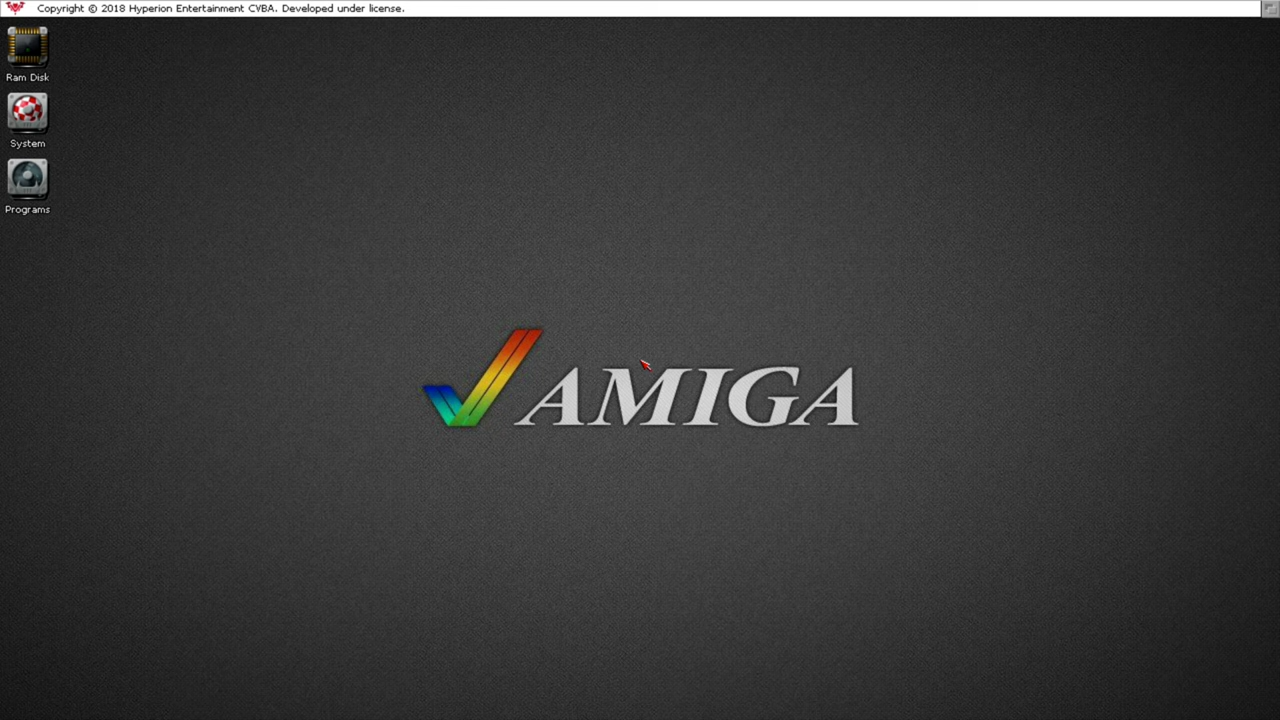 Copyright © 2018 Hyperion Entertainment CVBA. Developed under license.
Ram Disk
System
Programs
AMIGA